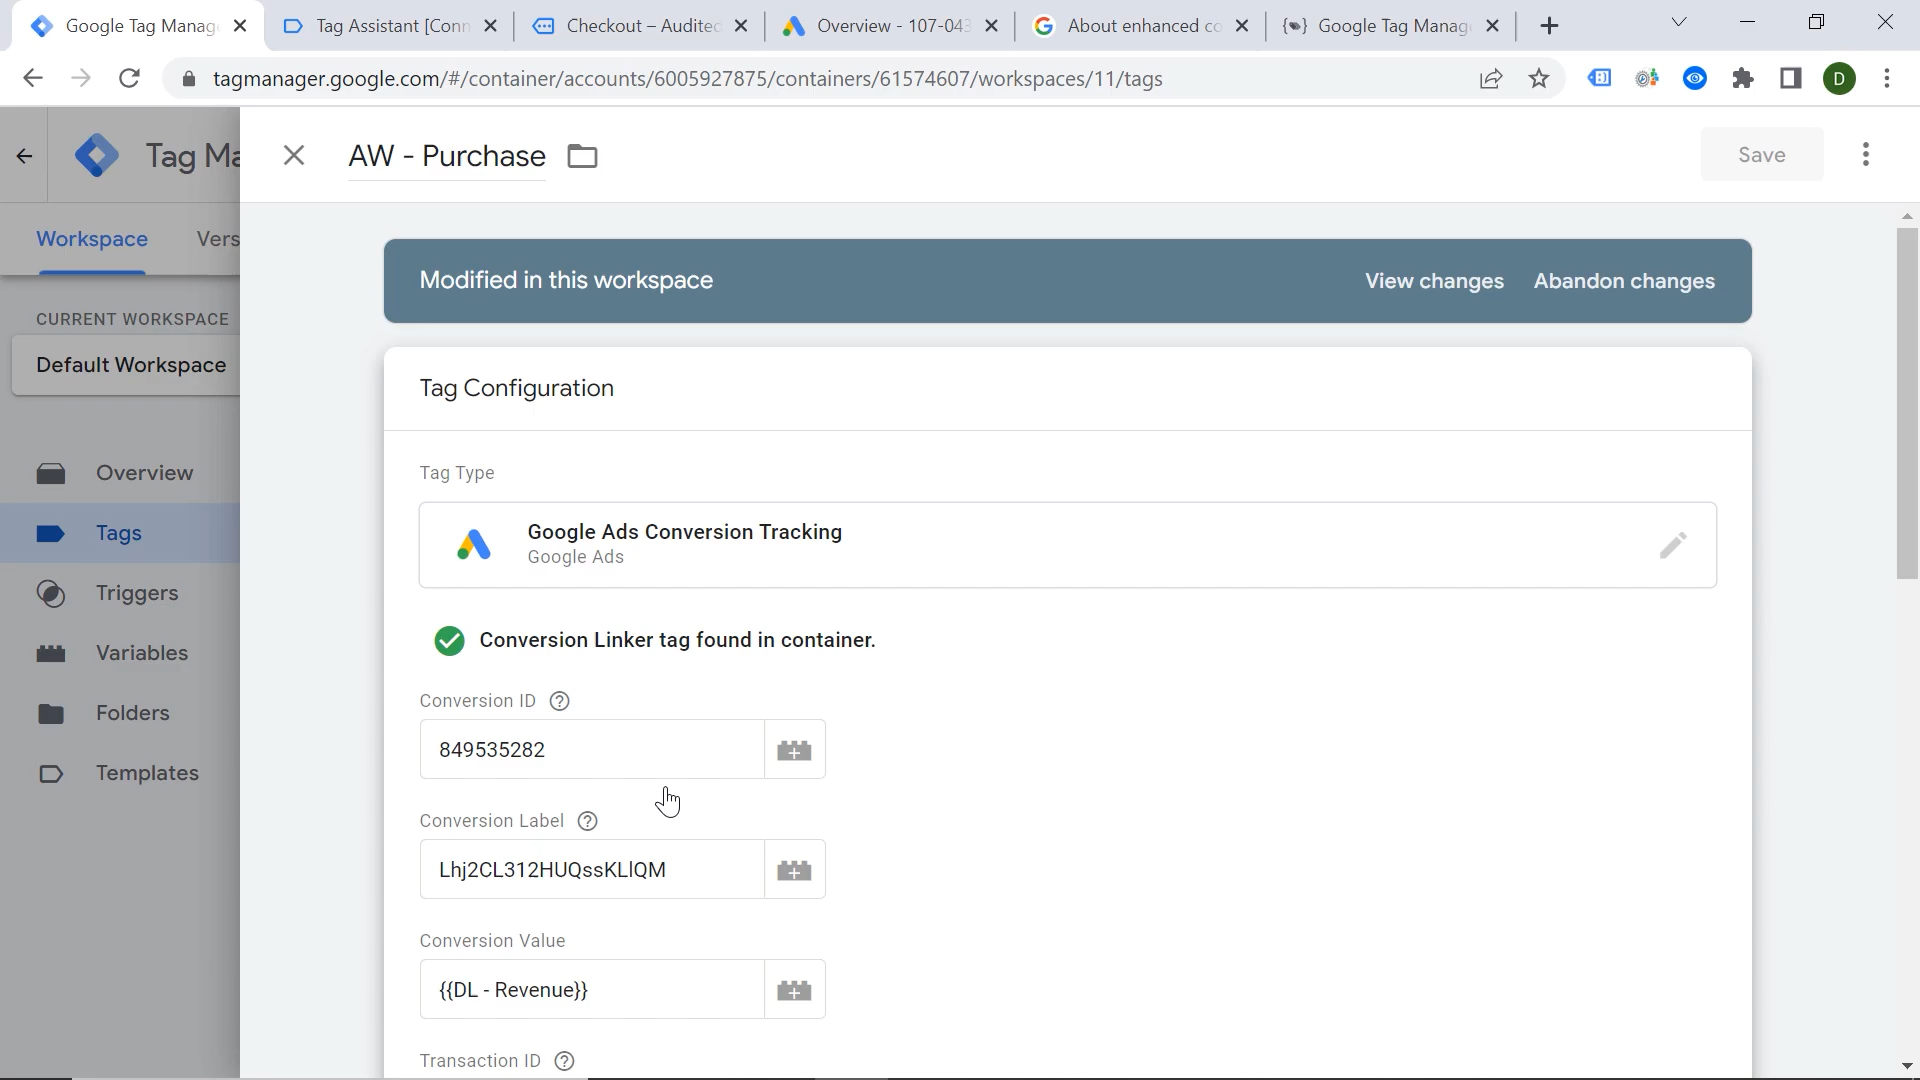 Google Tag Manag
Tag Assistant [Conn
Checkout – Audited
Overview - 107-043
About enhanced co
Google Tag Manag
tagmanager.google.com/#/container/accounts/6005927875/containers/61574607/workspaces/11/tags
D
Tag Ma
AW - Purchase
Save
Workspace
Vers
Modified in this workspace
View changes
Abandon changes
CURRENT WORKSPACE
Default Workspace
Overview
Tags
Triggers
Variables
Folders
Templates
Tag Configuration
Tag Type
Google Ads Conversion Tracking
Google Ads
Conversion Linker tag found in container.
Conversion ID
849535282
Conversion Label
Lhj2CL312HUQssKLlQM
Conversion Value
{{DL - Revenue}}
Transaction ID